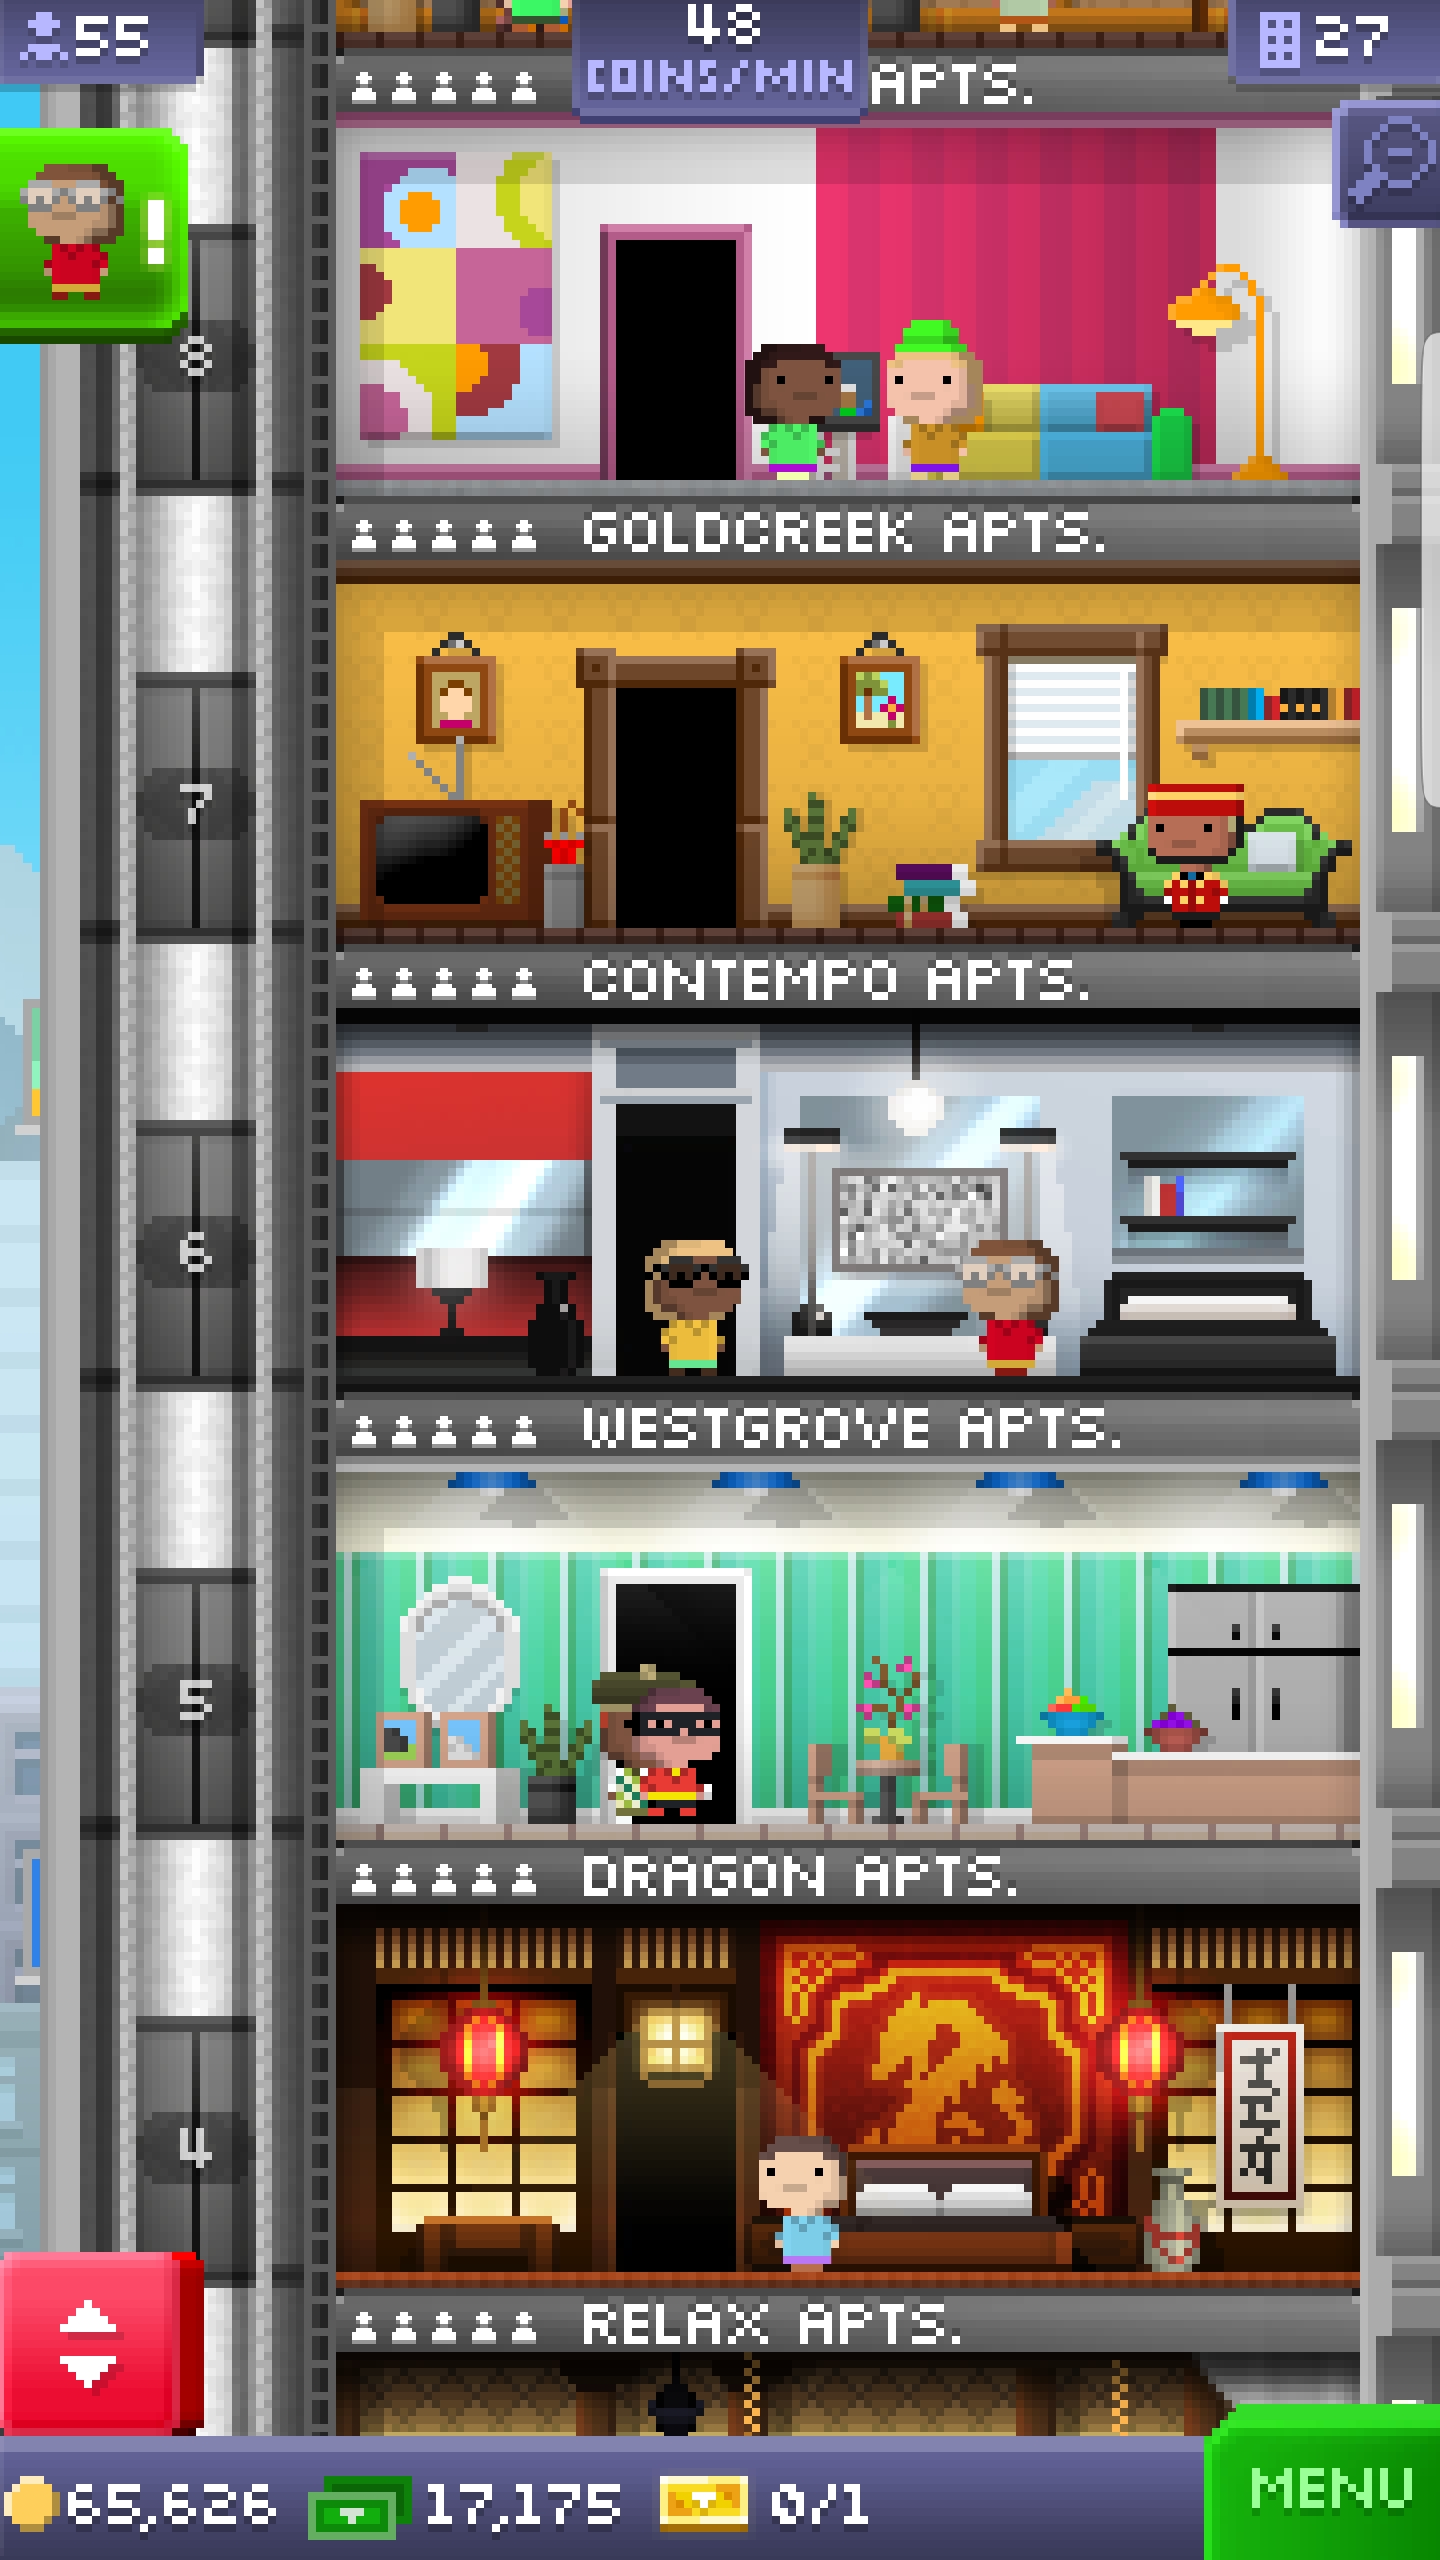 55
48
COINS/MIN
27
APTS.
!
8
GOLDCREEK APTS.
7
CONTEMPO APTS.
6
WESTGROVE APTS.
5
DRAGON APTS.
4
RELAX APTS.
65,626 17,175 0/1
MENU